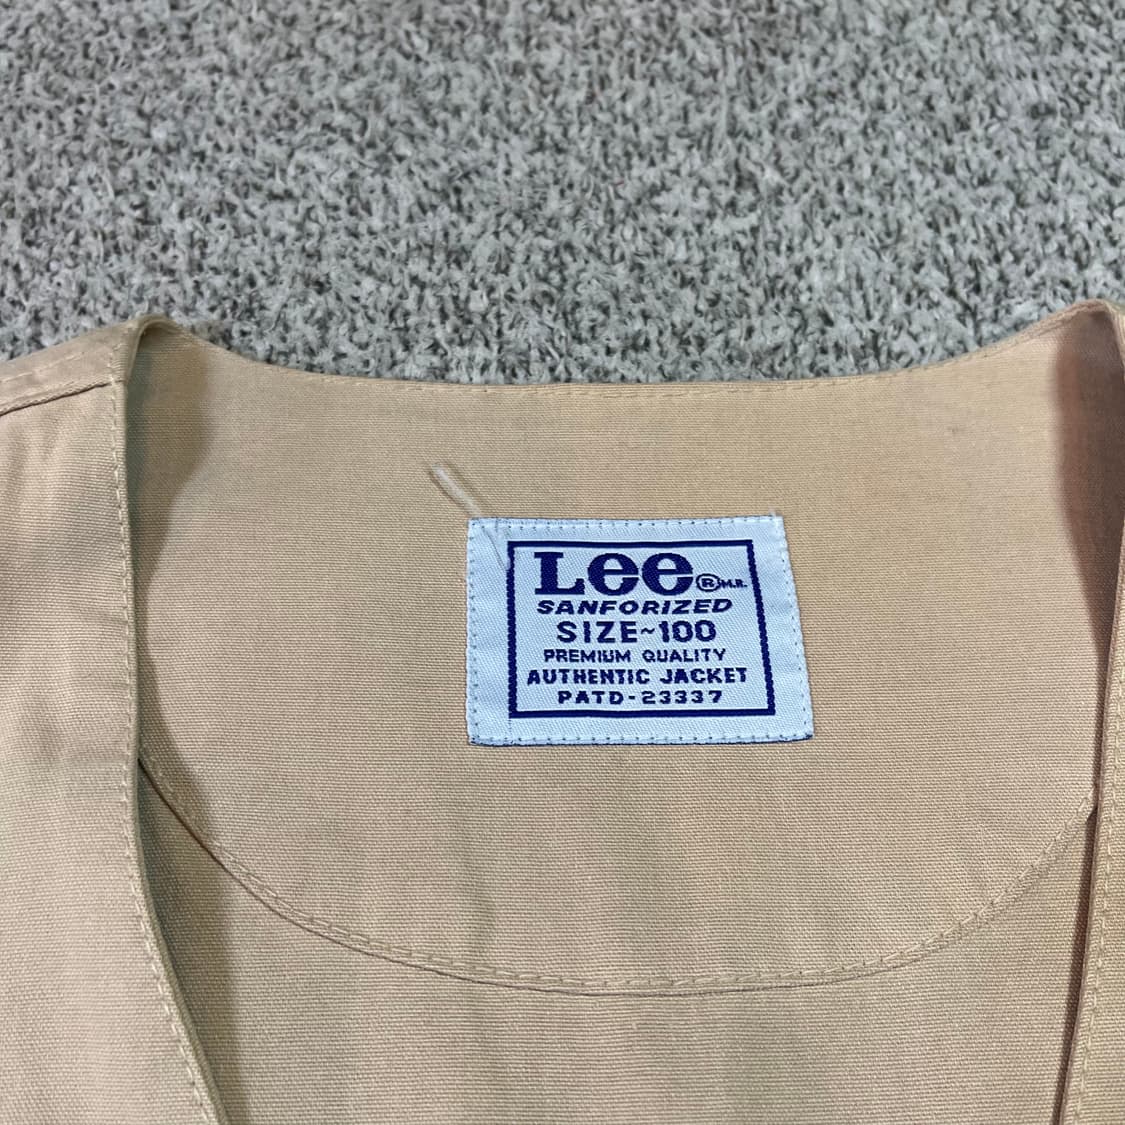 Lee ® M.R.
SANFORIZED
SIZE~100
PREMIUM QUALITY
AUTHENTIC JACKET
PATD-23337